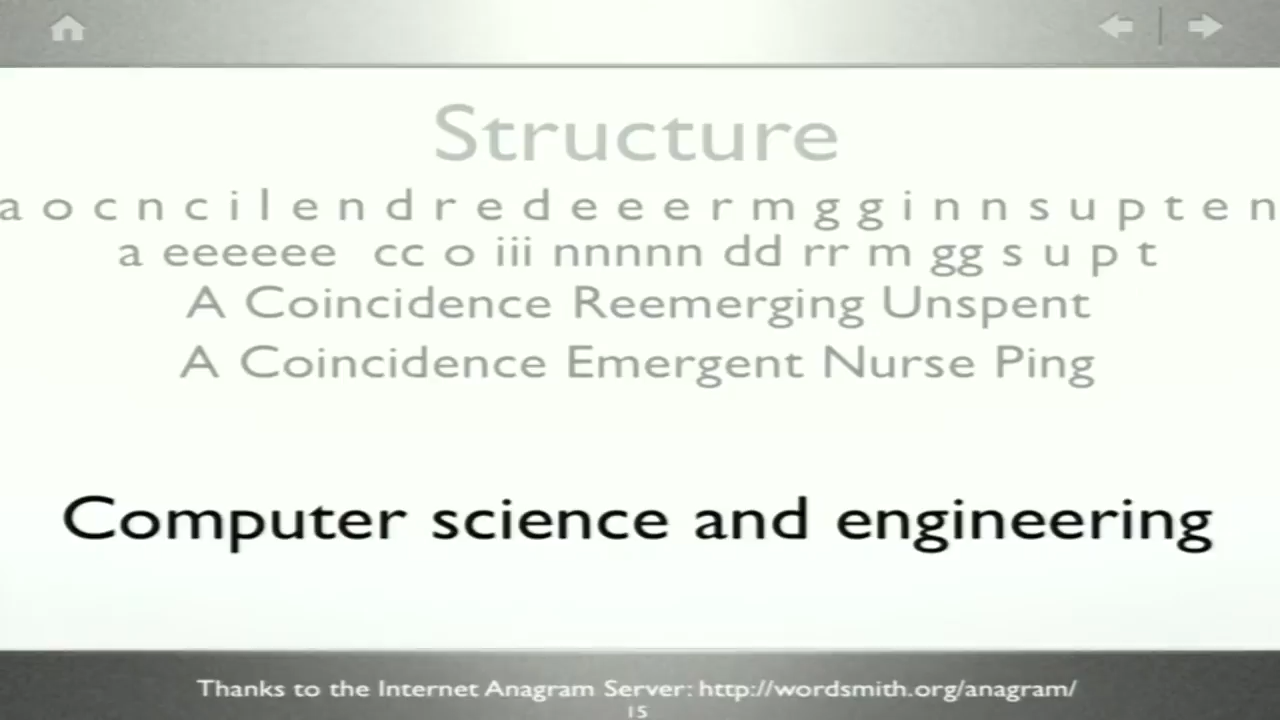 Structure
a o c n c i l e n d r e d e e e r m g g i n n s u p t e n
a eeeeee cc o iii nnnnn dd rr m gg s u p t
A Coincidence Reemerging Unspent
A Coincidence Emergent Nurse Ping
Computer science and engineering
Thanks to the Internet Anagram Server: http://wordsmith.org/anagram/
15